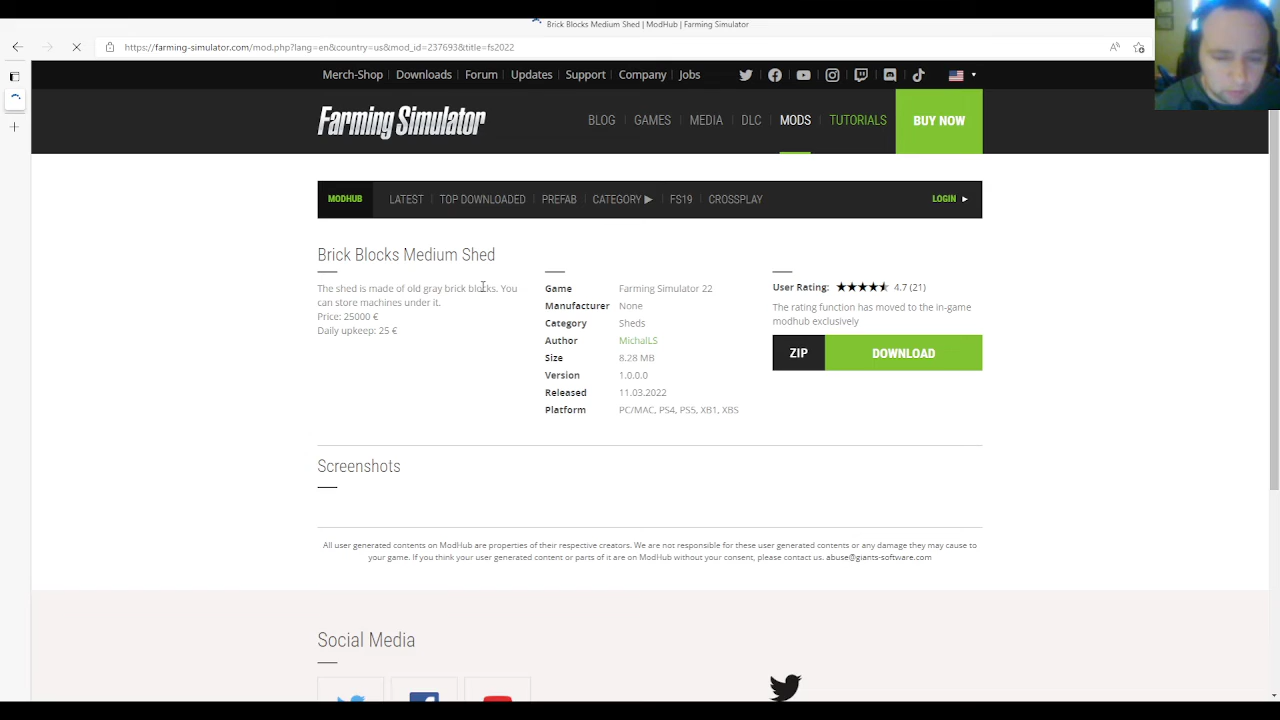 Brick Blocks Medium Shed | ModHub | Farming Simulator
https://farming-simulator.com/mod.php?lang=en&country=us&mod_id=237693&title=fs2022
Merch-Shop Downloads Forum Updates Support Company Jobs
Farming Simulator
BLOG GAMES MEDIA DLC MODS TUTORIALS BUY NOW
MODHUB LATEST TOP DOWNLOADED PREFAB CATEGORY ▶ FS19 CROSSPLAY LOGIN ▶
Brick Blocks Medium Shed
The shed is made of old gray brick blocks. You
can store machines under it.
Price: 25000 €
Daily upkeep: 25 €
Game Farming Simulator 22
Manufacturer None
Category Sheds
Author MichalLS
Size 8.28 MB
Version 1.0.0.0
Released 11.03.2022
Platform PC/MAC, PS4, PS5, XB1, XBS
User Rating: 4.7 (21)
The rating function has moved to the in-game
modhub exclusively
ZIP DOWNLOAD
Screenshots
All user generated contents on ModHub are properties of their respective creators. We are not responsible for these user generated contents or any damage they may cause to
your game. If you think your user generated content or parts of it are on ModHub without your consent, please contact us. abuse@giants-software.com
Social Media